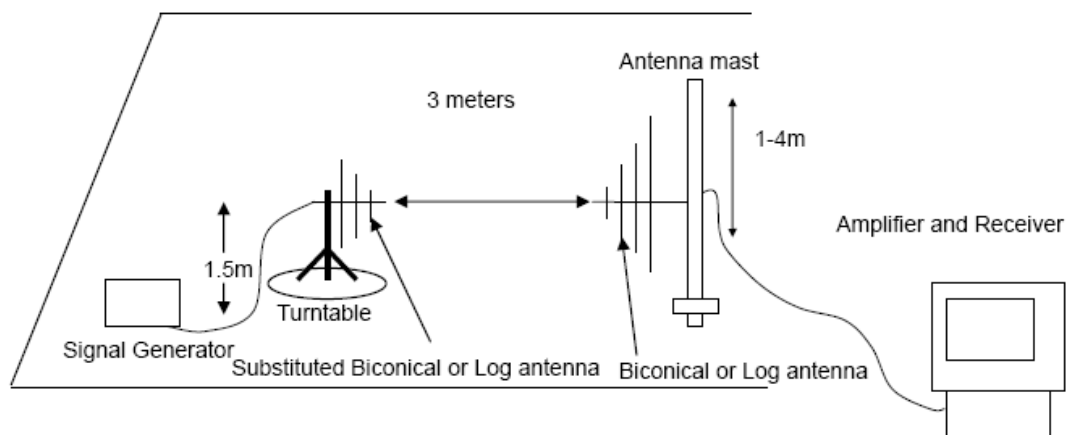 Antenna mast
3 meters
1-4m
Amplifier and Receiver
1.5m
Turntable
Signal Generator
Substituted Biconical or Log antenna
Biconical or Log antenna